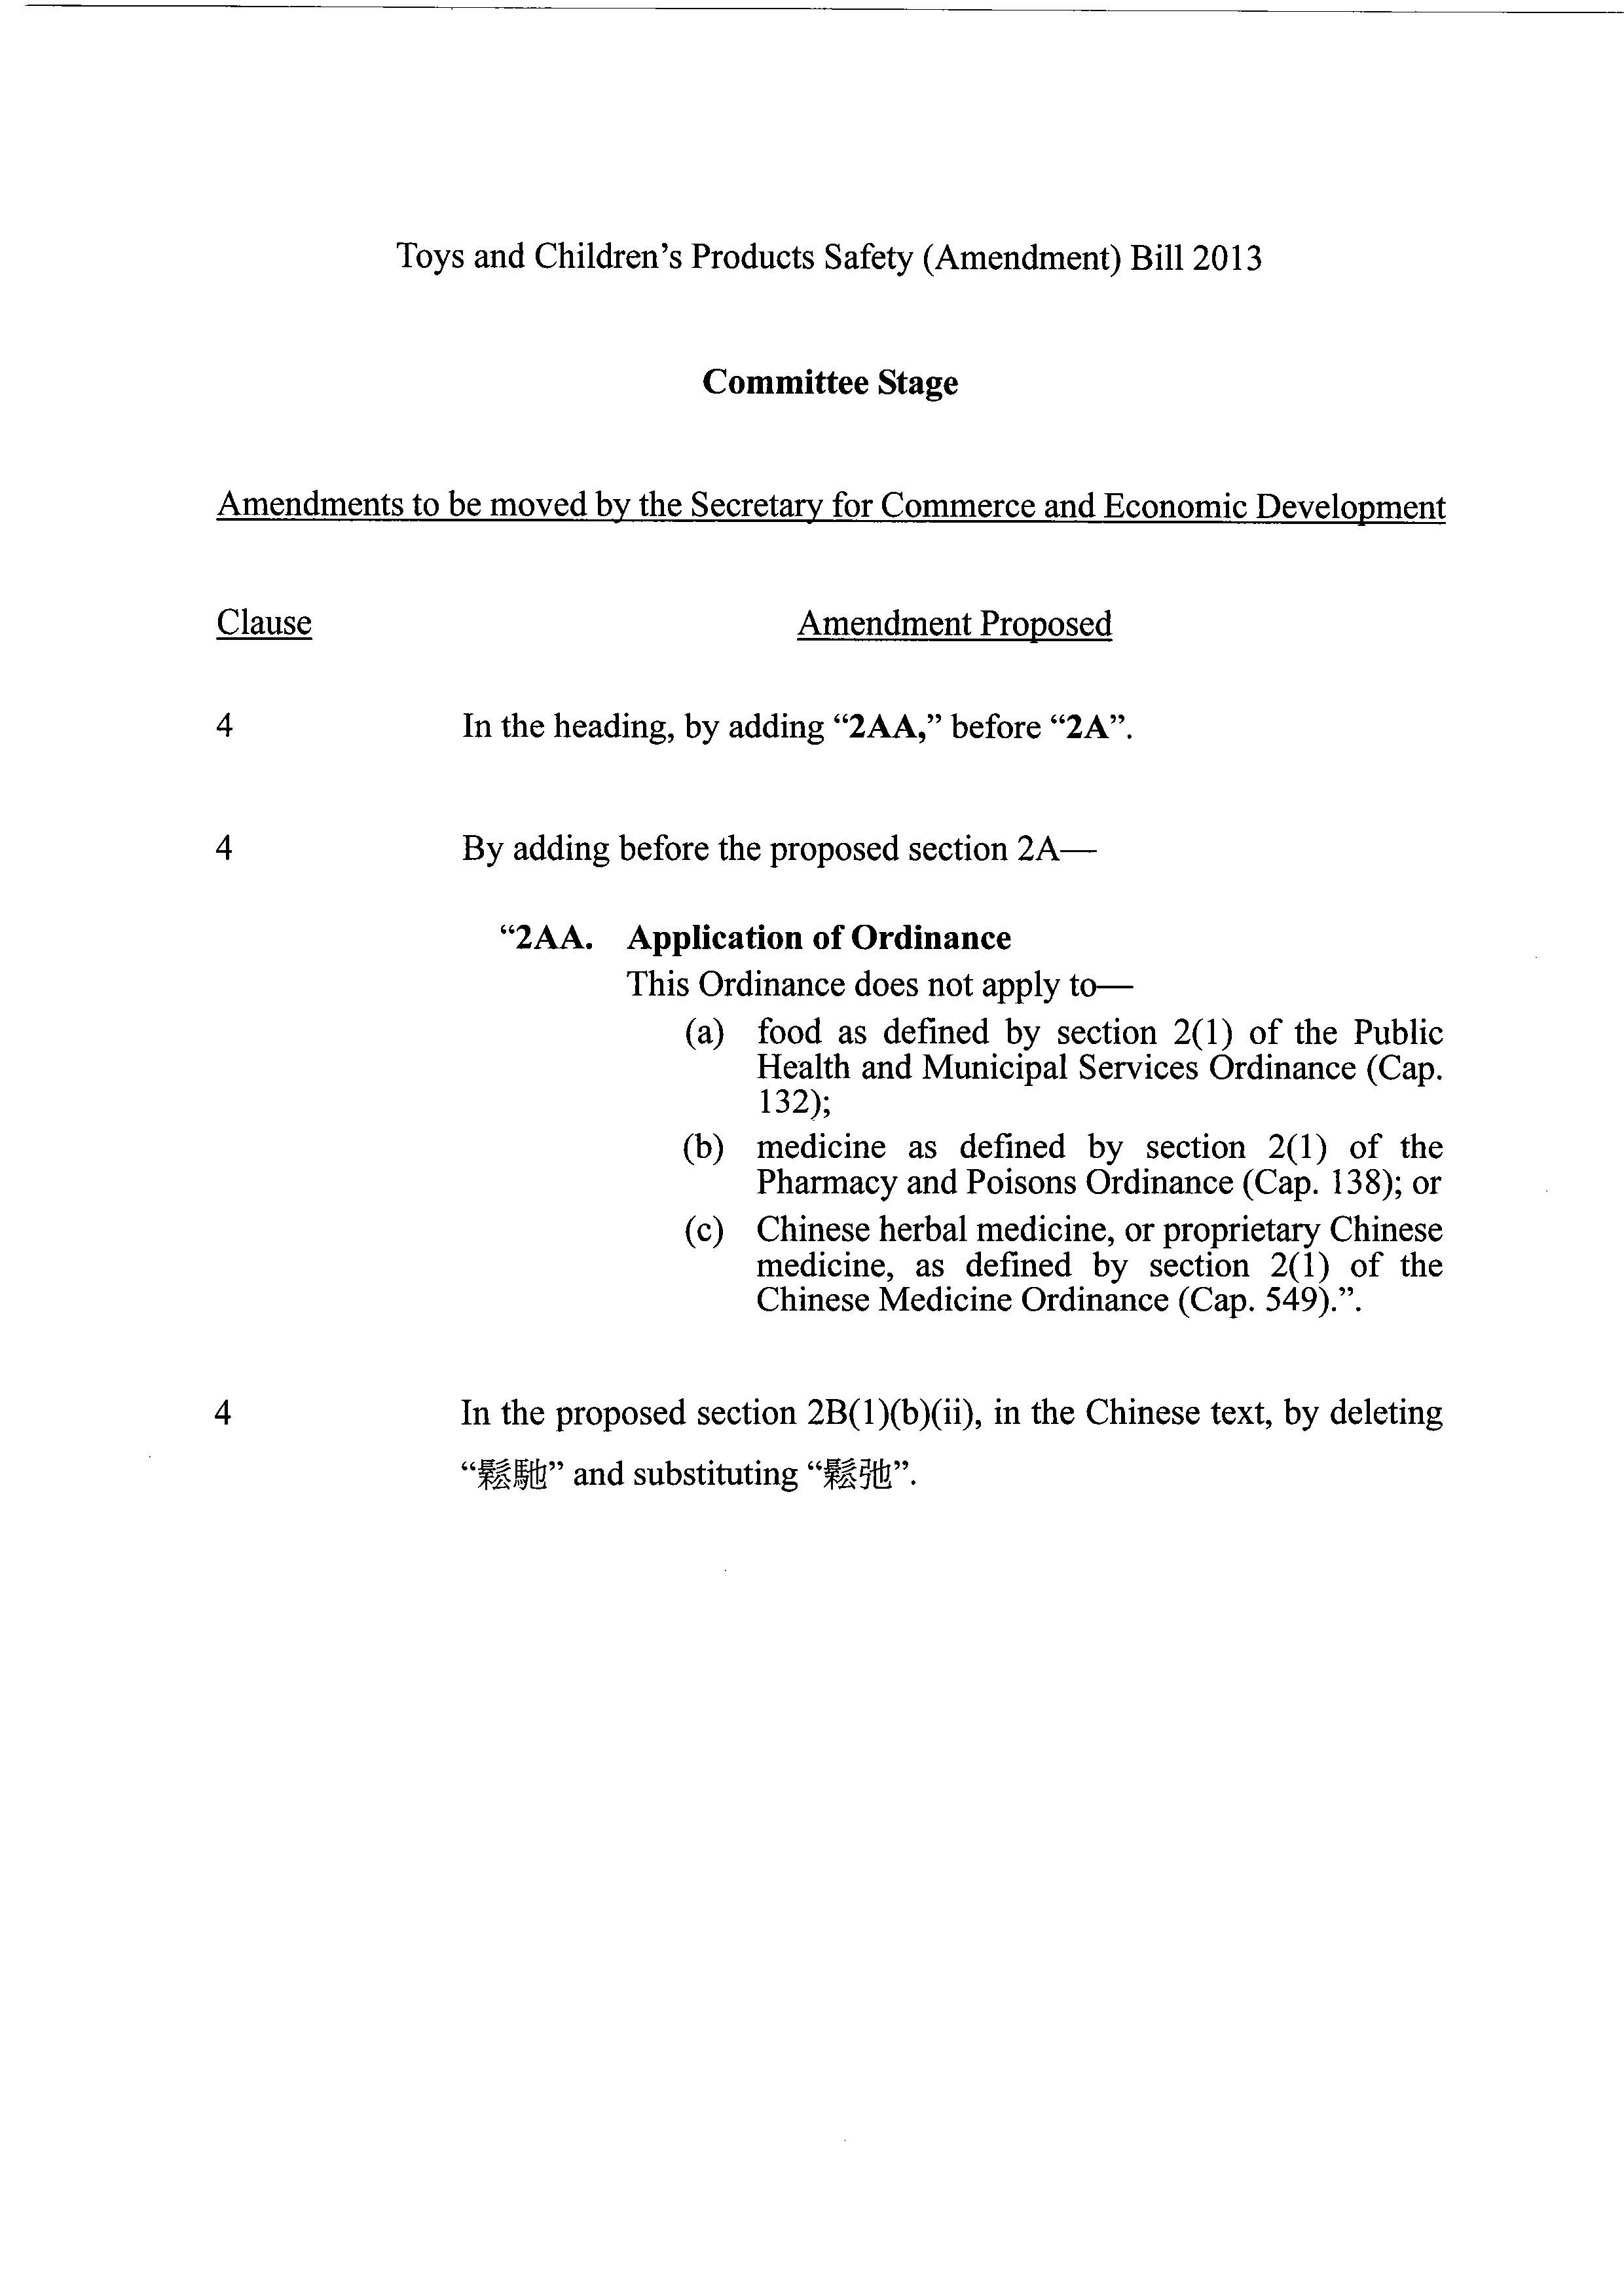 Toys and Children's Products Safety (Amendment) Bill 2013
Committee Stage
Amendments to be moved by the Secretary for Commerce and Economic Development
Clause Amendment Proposed
4 In the heading, by adding “2AA,” before “2A”.
4 By adding before the proposed section 2A—
“2AA. Application of Ordinance
This Ordinance does not apply to—
(a) food as defined by section 2(1) of the Public
Health and Municipal Services Ordinance (Cap.
132);
(b) medicine as defined by section 2(1) of the
Pharmacy and Poisons Ordinance (Cap. 138); or
(c) Chinese herbal medicine, or proprietary Chinese
medicine, as defined by section 2(1) of the
Chinese Medicine Ordinance (Cap. 549).”.
4 In the proposed section 2B(1)(b)(ii), in the Chinese text, by deleting
“鬆馳” and substituting “鬆弛”.